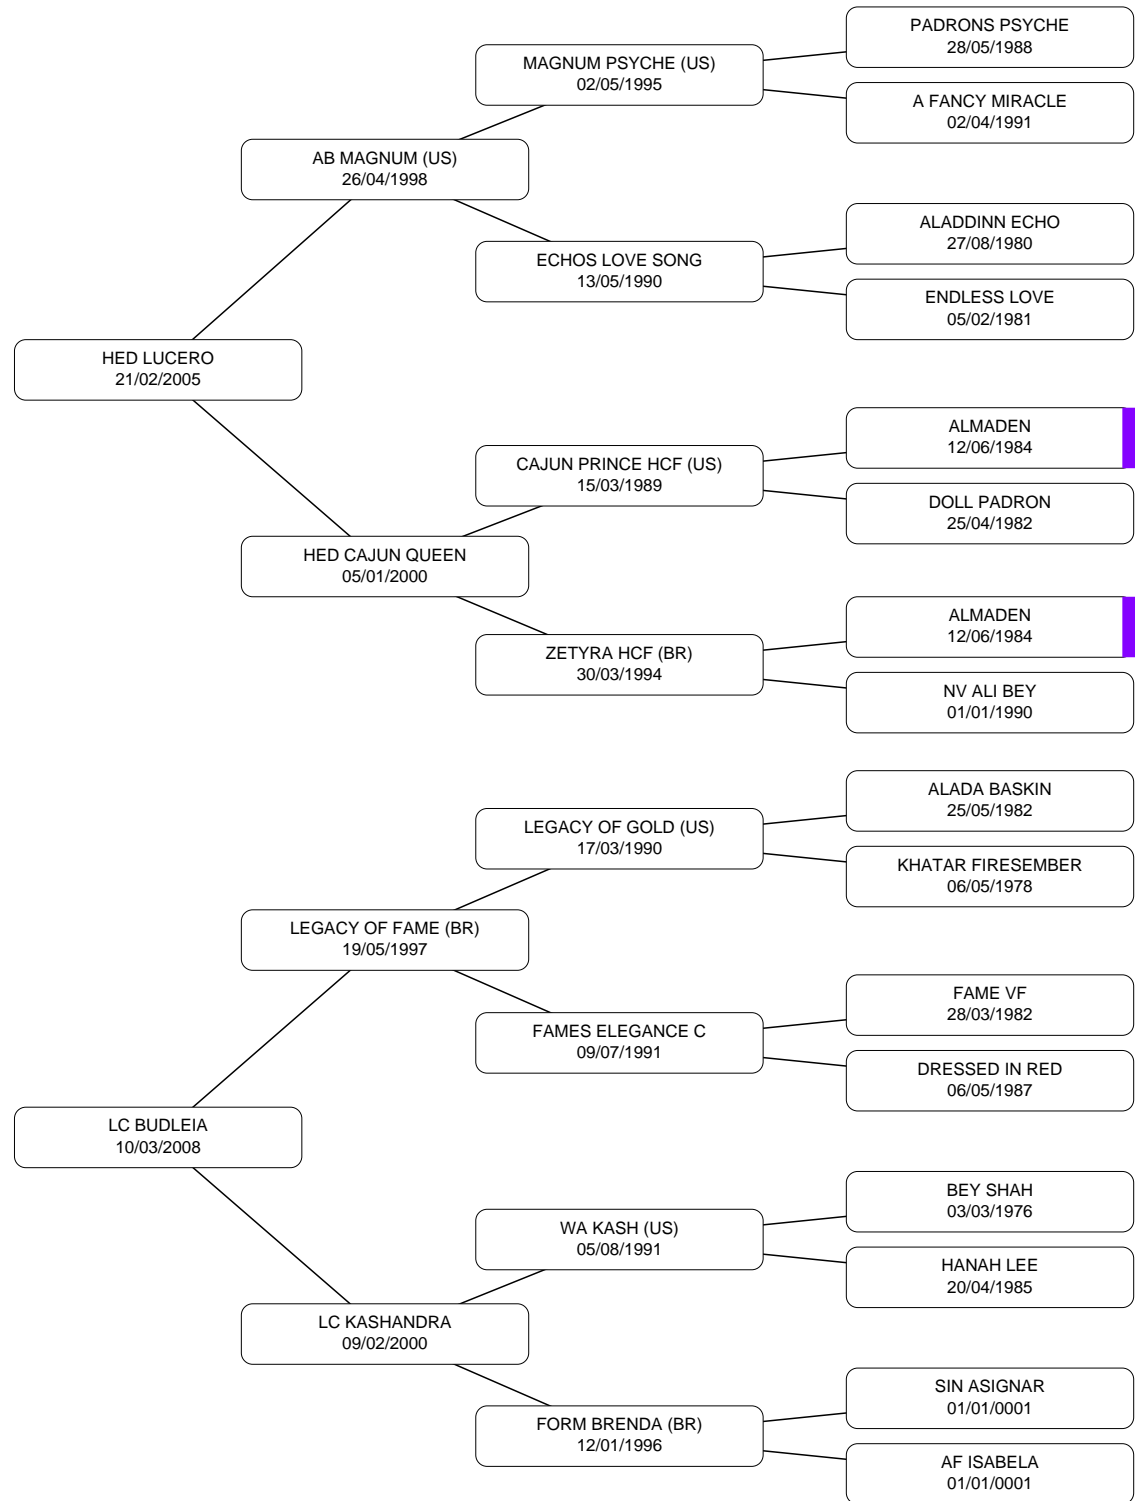 PADRONS PSYCHE
28/05/1988
MAGNUM PSYCHE (US)
02/05/1995
A FANCY MIRACLE
02/04/1991
AB MAGNUM (US)
26/04/1998
ALADDINN ECHO
27/08/1980
ECHOS LOVE SONG
13/05/1990
ENDLESS LOVE
05/02/1981
HED LUCERO
21/02/2005
ALMADEN
12/06/1984
CAJUN PRINCE HCF (US)
15/03/1989
DOLL PADRON
25/04/1982
HED CAJUN QUEEN
05/01/2000
ALMADEN
12/06/1984
ZETYRA HCF (BR)
30/03/1994
NV ALI BEY
01/01/1990
ALADA BASKIN
25/05/1982
LEGACY OF GOLD (US)
17/03/1990
KHATAR FIRESEMBER
06/05/1978
LEGACY OF FAME (BR)
19/05/1997
FAME VF
28/03/1982
FAMES ELEGANCE C
09/07/1991
DRESSED IN RED
06/05/1987
LC BUDLEIA
10/03/2008
BEY SHAH
03/03/1976
WA KASH (US)
05/08/1991
HANAH LEE
20/04/1985
LC KASHANDRA
09/02/2000
SIN ASIGNAR
01/01/0001
FORM BRENDA (BR)
12/01/1996
AF ISABELA
01/01/0001